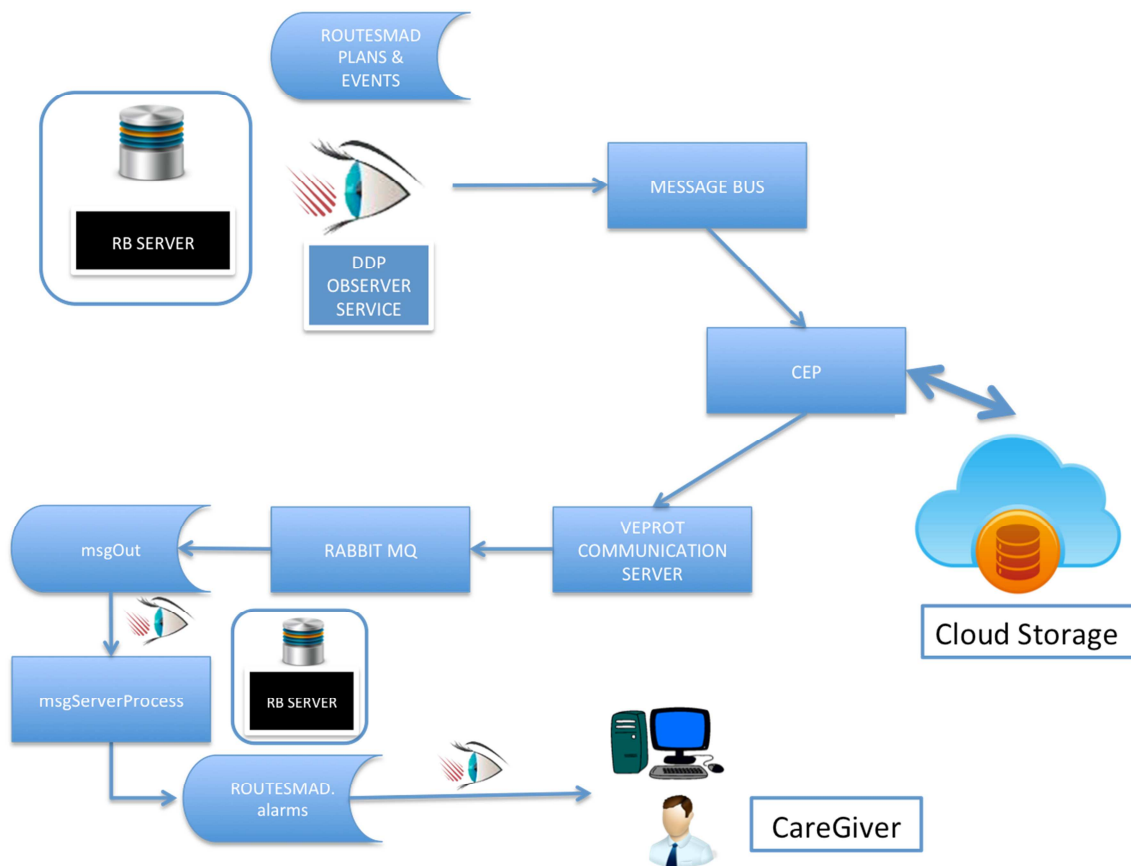 ROUTESMAD
PLANS &
EVENTS
RB SERVER
DDP
OBSERVER
SERVICE
MESSAGE BUS
CEP
Cloud Storage
VEPROT
COMMUNICATION
SERVER
RABBIT MQ
msgOut
msgServerProcess
RB SERVER
ROUTESMAD.
alarms
CareGiver